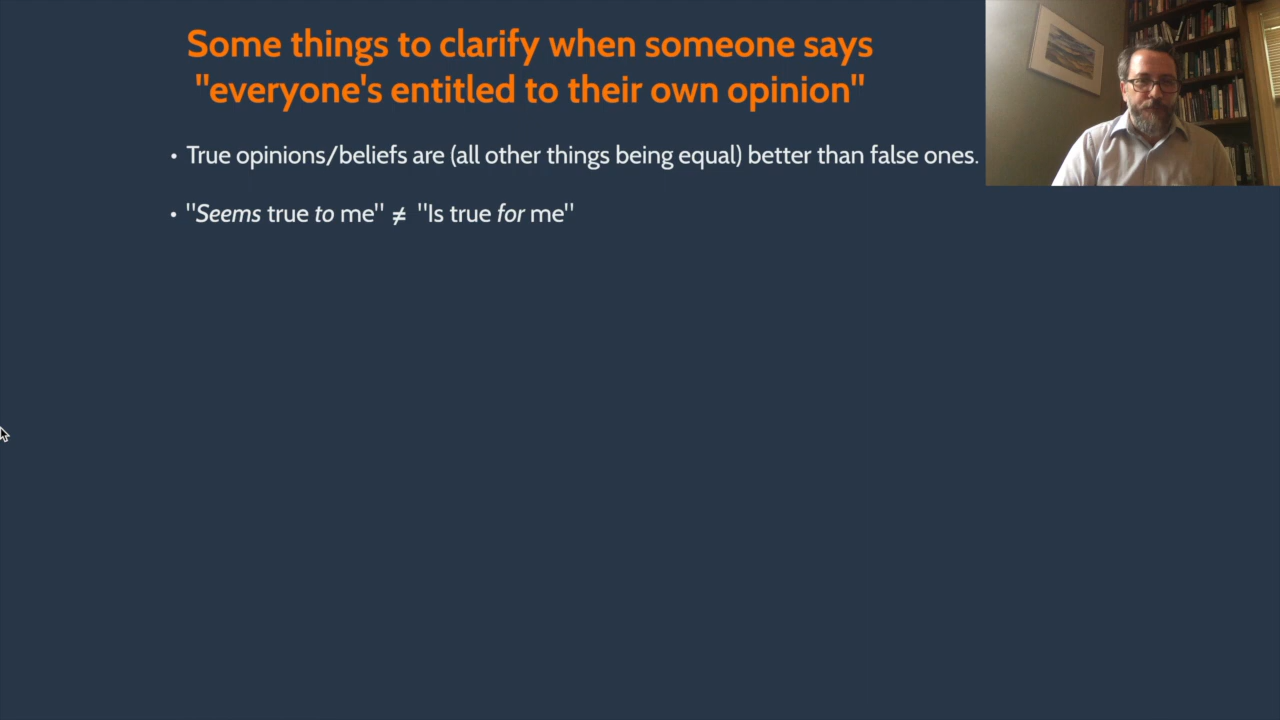 Some things to clarify when someone says
"everyone's entitled to their own opinion"
• True opinions/beliefs are (all other things being equal) better than false ones.
• "Seems true to me" ≠ "Is true for me"